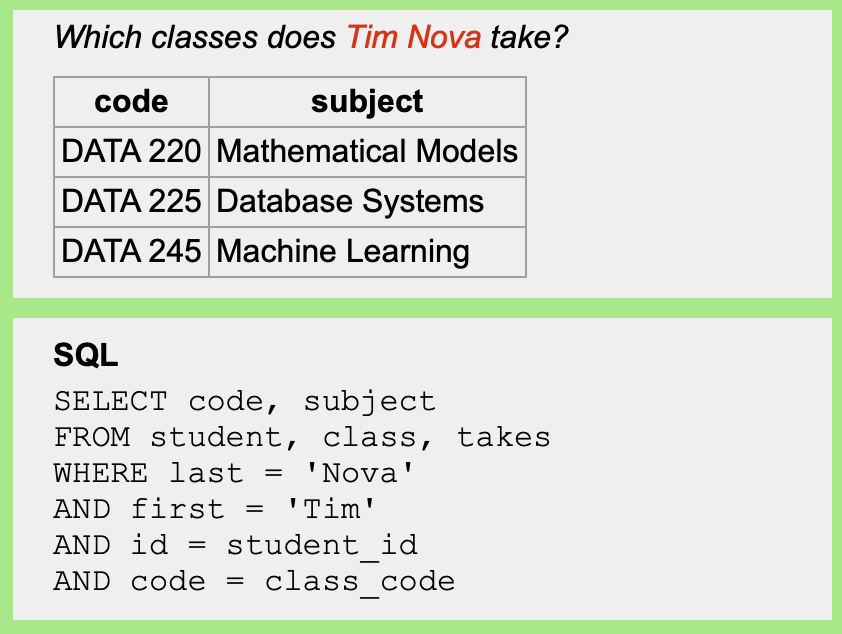 Which classes does Tim Nova take?
code subject
DATA 220 Mathematical Models
DATA 225 Database Systems
DATA 245 Machine Learning
SQL
SELECT code, subject
FROM student, class, takes
WHERE last = 'Nova'
AND first = 'Tim'
AND id = student_id
AND code = class_code